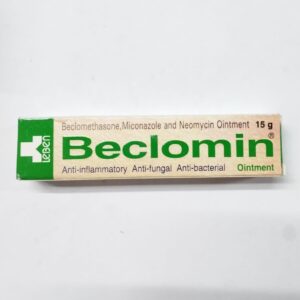 Leben
Beclomethasone, Miconazole and Neomycin Ointment 15 g
Beclomin®
Anti-inflammatory Anti-fungal Anti-bacterial Ointment